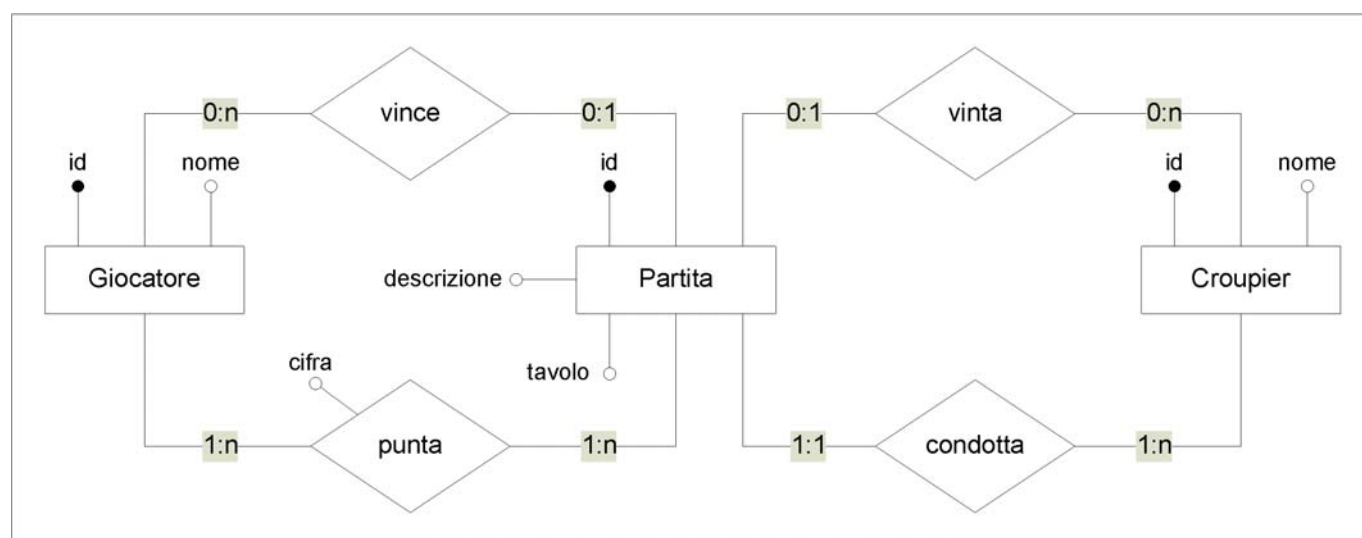 vince
vinta
0:n
0:1
0:1
0:n
id
nome
id
id
nome
Giocatore
descrizione
Partita
Croupier
cifra
tavolo
1:n
punta
1:n
1:1
condotta
1:n